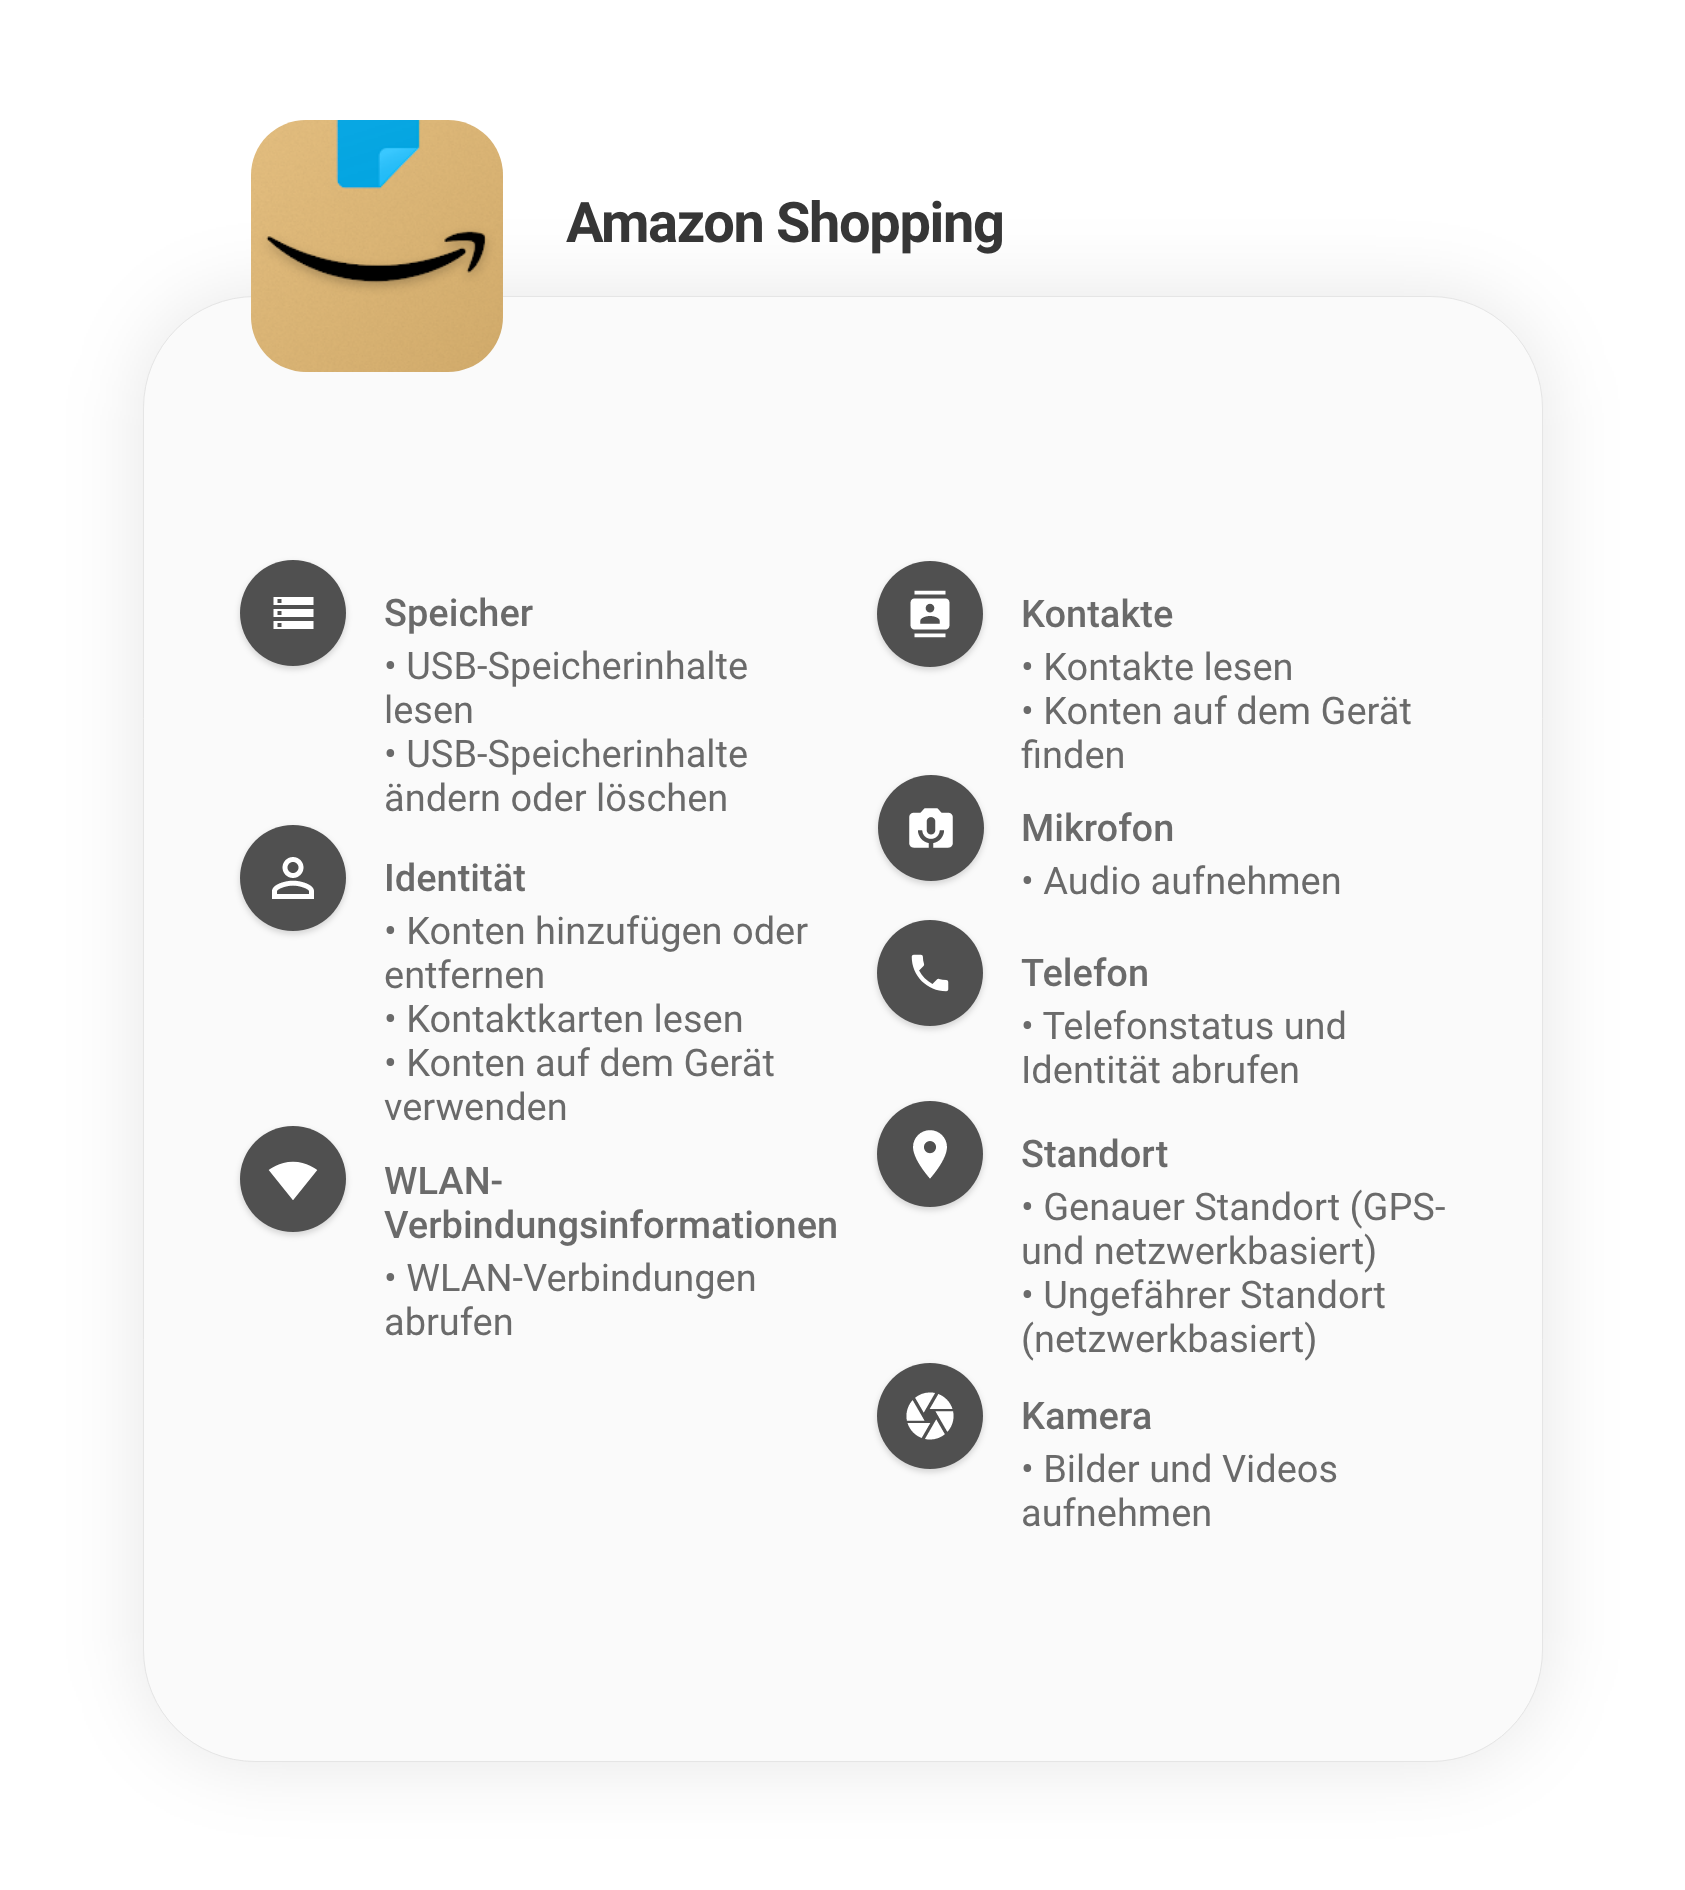 Amazon Shopping
Speicher
• USB-Speicherinhalte
lesen
• USB-Speicherinhalte
ändern oder löschen
Identität
• Konten hinzufügen oder
entfernen
• Kontaktkarten lesen
• Konten auf dem Gerät
verwenden
WLAN-
Verbindungsinformationen
• WLAN-Verbindungen
abrufen
Kontakte
• Kontakte lesen
• Konten auf dem Gerät
finden
Mikrofon
• Audio aufnehmen
Telefon
• Telefonstatus und
Identität abrufen
Standort
• Genauer Standort (GPS-
und netzwerkbasiert)
• Ungefährer Standort
(netzwerkbasiert)
Kamera
• Bilder und Videos
aufnehmen